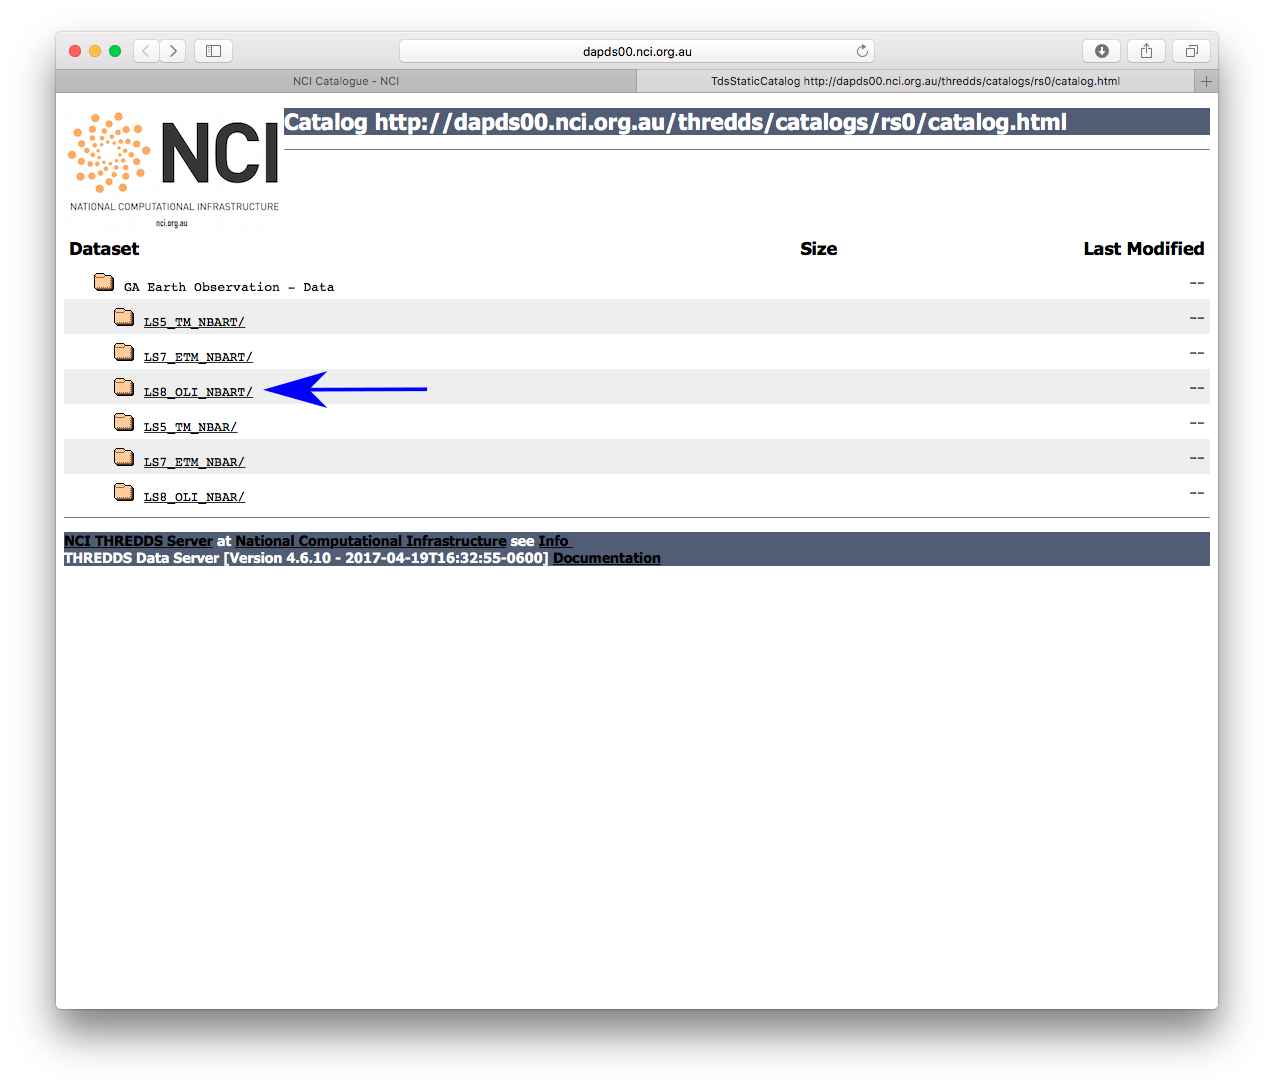 dapds00.nci.org.au
NCI Catalogue - NCI
TdsStaticCatalog http://dapds00.nci.org.au/thredds/catalogs/rs0/catalog.html
NCI
NATIONAL COMPUTATIONAL INFRASTRUCTURE
nci.org.au
Catalog http://dapds00.nci.org.au/thredds/catalogs/rs0/catalog.html
Dataset Size Last Modified
GA Earth Observation - Data --
LS5_TM_NBART/ --
LS7_ETM_NBART/ --
LS8_OLI_NBART/ --
LS5_TM_NBAR/ --
LS7_ETM_NBAR/ --
LS8_OLI_NBAR/ --
NCI THREDDS Server at National Computational Infrastructure see Info
THREDDS Data Server [Version 4.6.10 - 2017-04-19T16:32:55-0600] Documentation